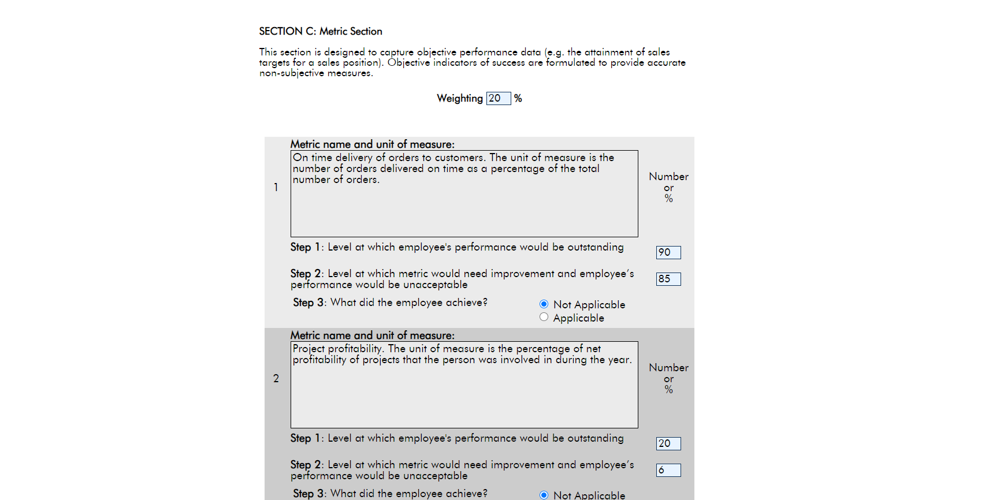 SECTION C: Metric Section
This section is designed to capture objective performance data (e.g. the attainment of sales
targets for a sales position). Objective indicators of success are formulated to provide accurate
non-subjective measures.
Weighting 20 %
Metric name and unit of measure:
On time delivery of orders to customers. The unit of measure is the
number of orders delivered on time as a percentage of the total
number of orders.
1
Number
or
%
Step 1: Level at which employee's performance would be outstanding
90
Step 2: Level at which metric would need improvement and employee’s
performance would be unacceptable
85
Step 3: What did the employee achieve?
Not Applicable
Applicable
Metric name and unit of measure:
Project profitability. The unit of measure is the percentage of net
profitability of projects that the person was involved in during the year.
2
Number
or
%
Step 1: Level at which employee's performance would be outstanding
20
Step 2: Level at which metric would need improvement and employee’s
performance would be unacceptable
6
Step 3: What did the employee achieve?
Not Applicable